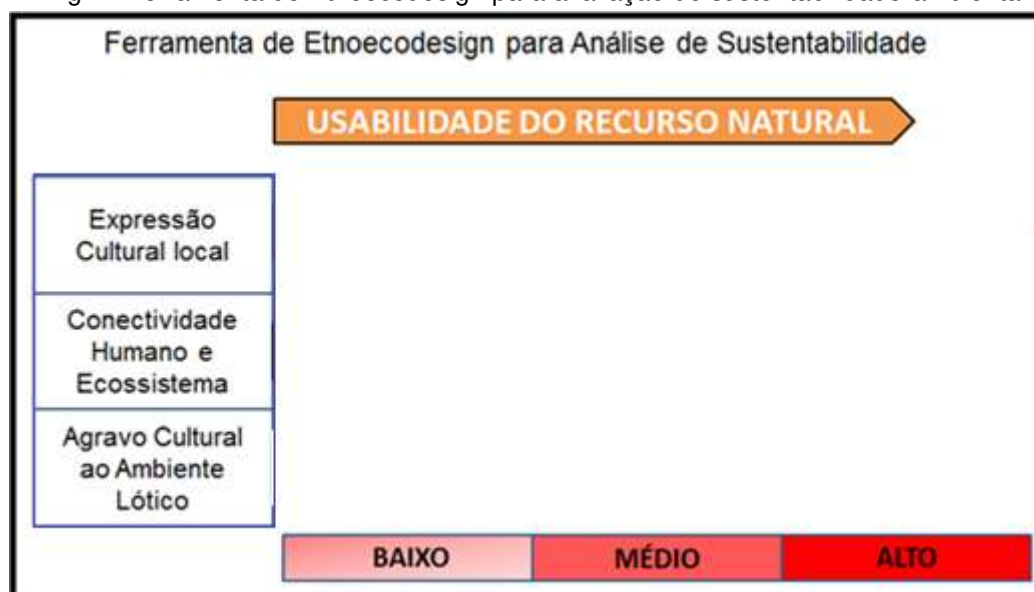 Ferramenta de Etnoecodesign para Análise de Sustentabilidade
USABILIDADE DO RECURSO NATURAL
Expressão
Cultural local
Conectividade
Humano e
Ecossistema
Agravo Cultural
ao Ambiente
Lótico
BAIXO MÉDIO ALTO